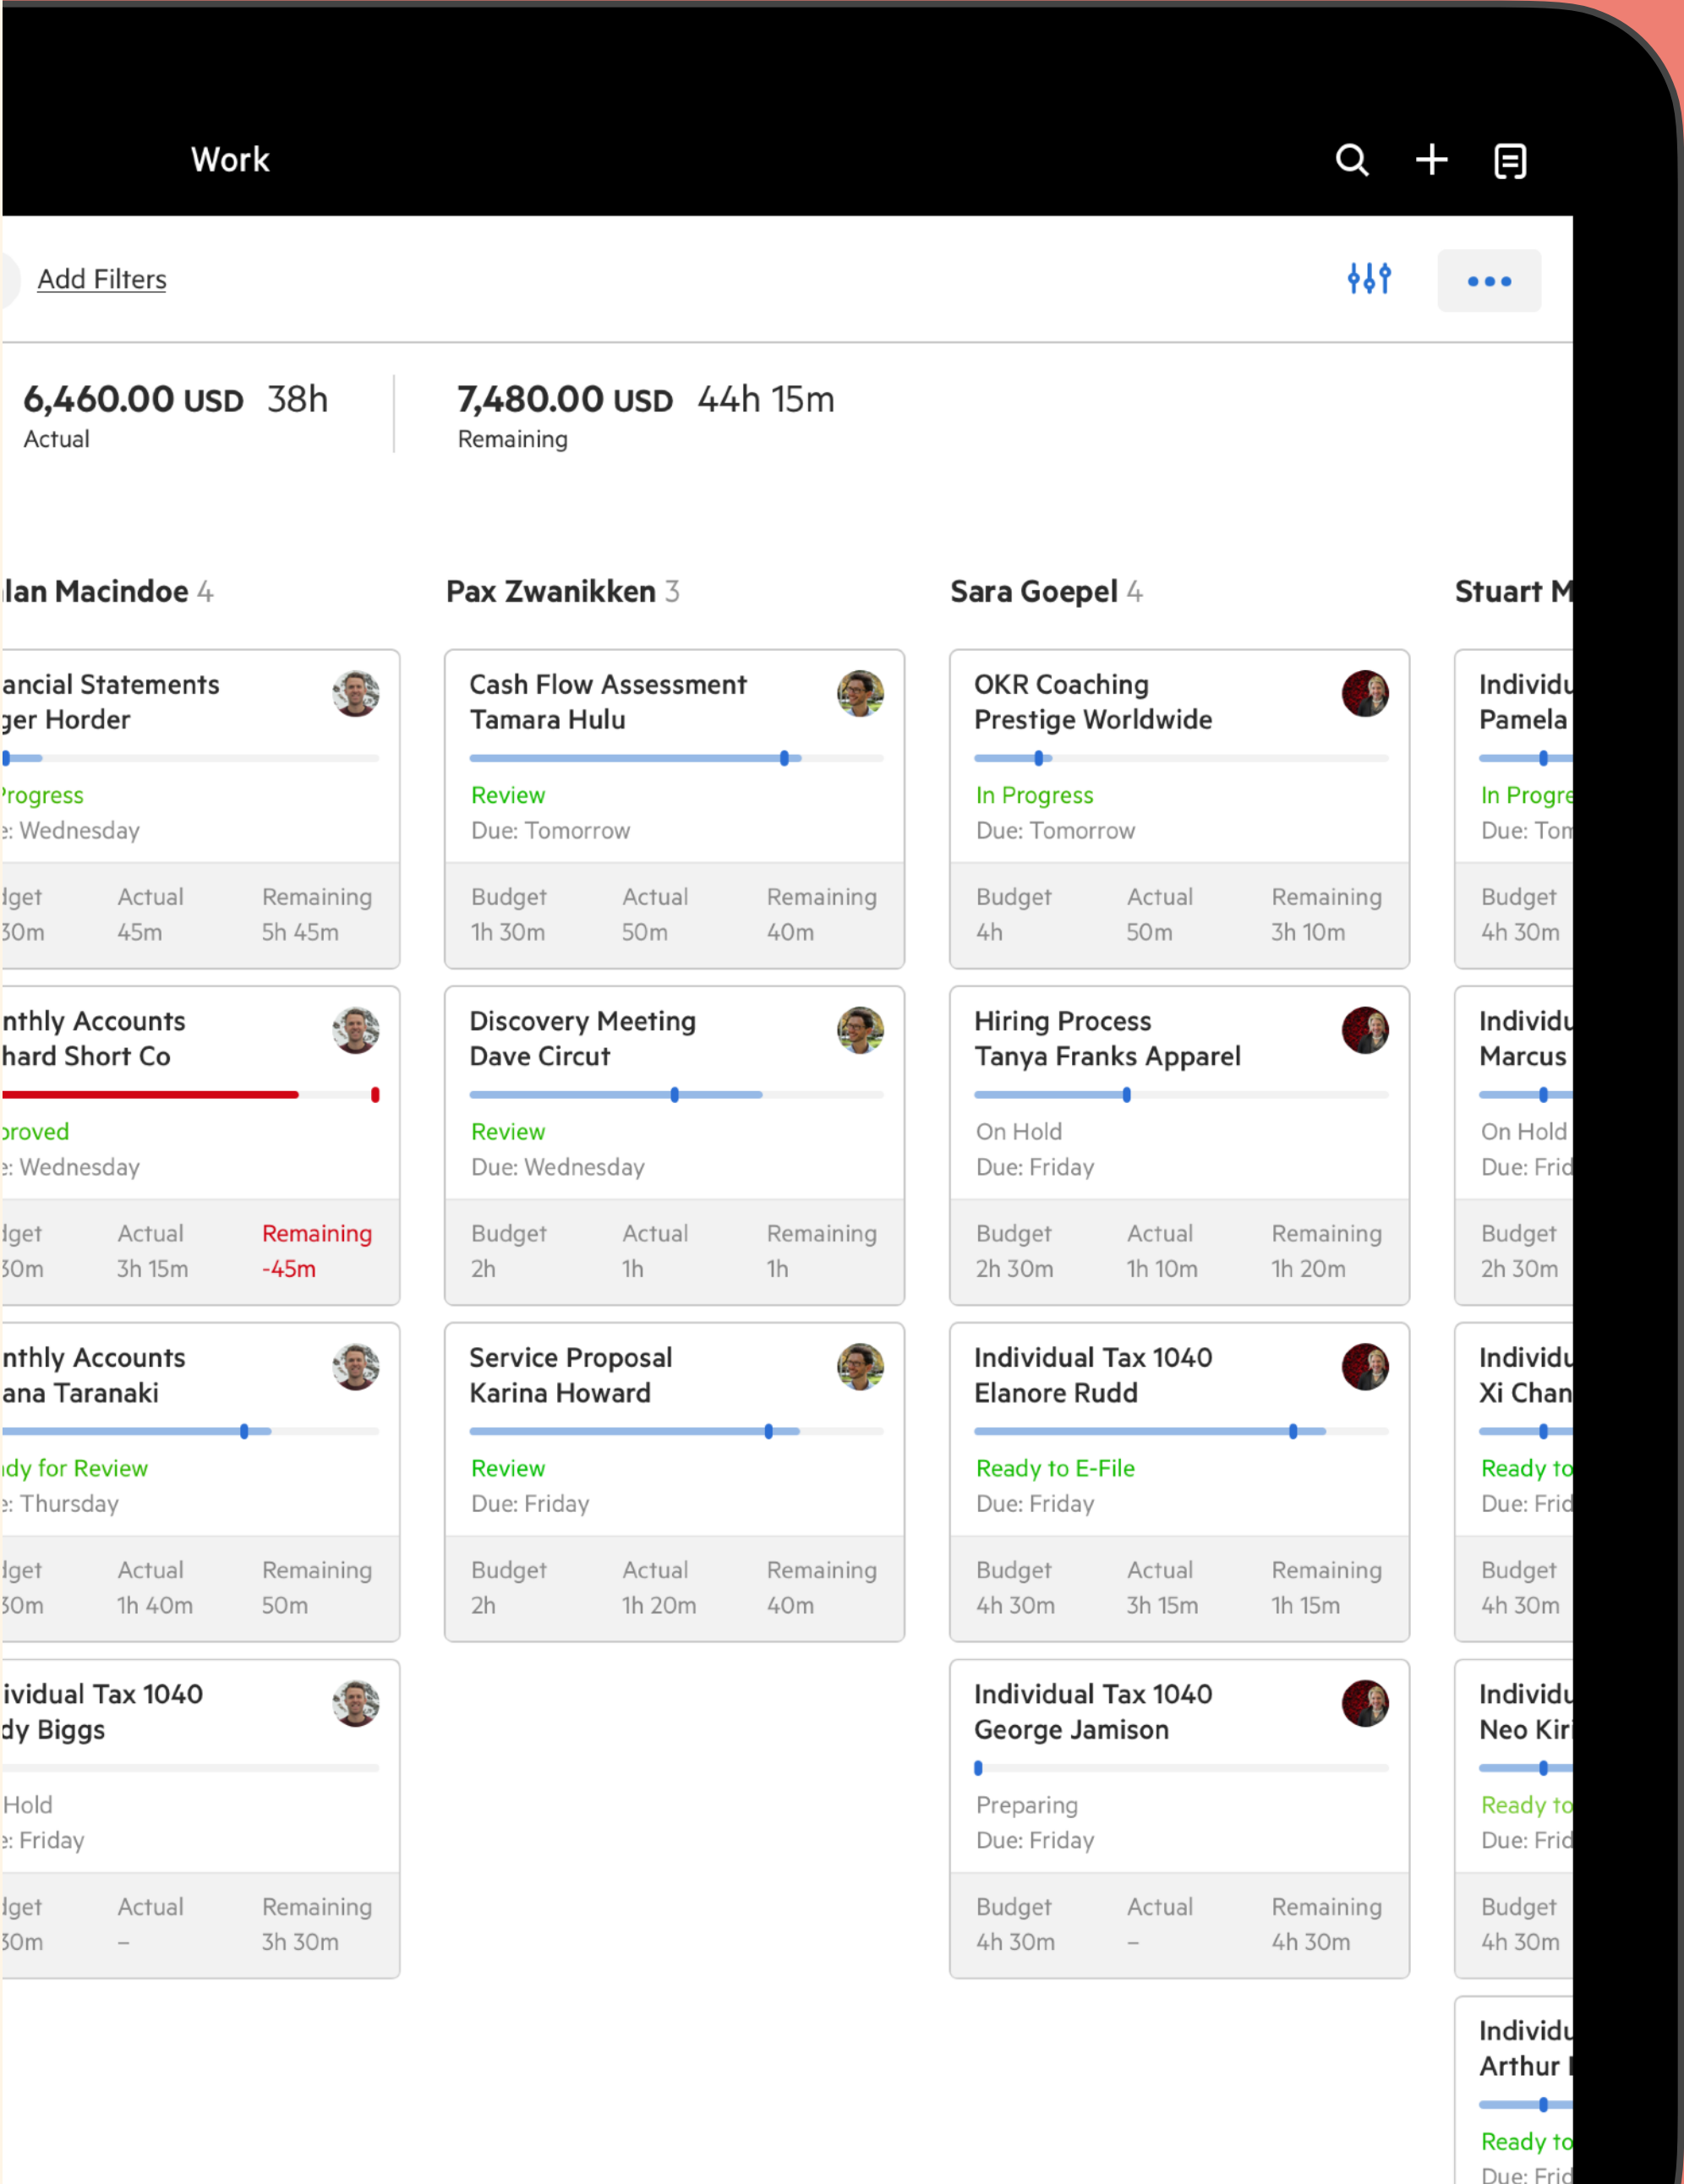 Work
Add Filters
6,460.00 USD 38h
Actual
7,480.00 USD 44h 15m
Remaining
lan Macindoe 4
ancial Statements
ger Horder
Progress
e: Wednesday
dget Actual Remaining
30m 45m 5h 45m
nthly Accounts
hard Short Co
proved
e: Wednesday
dget Actual Remaining
30m 3h 15m -45m
nthly Accounts
ana Taranaki
dy for Review
e: Thursday
dget Actual Remaining
30m 1h 40m 50m
ividual Tax 1040
dy Biggs
Hold
e: Friday
dget Actual Remaining
30m – 3h 30m
Pax Zwanikken 3
Cash Flow Assessment
Tamara Hulu
Review
Due: Tomorrow
Budget Actual Remaining
1h 30m 50m 40m
Discovery Meeting
Dave Circut
Review
Due: Wednesday
Budget Actual Remaining
2h 1h 1h
Service Proposal
Karina Howard
Review
Due: Friday
Budget Actual Remaining
2h 1h 20m 40m
Sara Goepel 4
OKR Coaching
Prestige Worldwide
In Progress
Due: Tomorrow
Budget Actual Remaining
4h 50m 3h 10m
Hiring Process
Tanya Franks Apparel
On Hold
Due: Friday
Budget Actual Remaining
2h 30m 1h 10m 1h 20m
Individual Tax 1040
Elanore Rudd
Ready to E-File
Due: Friday
Budget Actual Remaining
4h 30m 3h 15m 1h 15m
Individual Tax 1040
George Jamison
Preparing
Due: Friday
Budget Actual Remaining
4h 30m – 4h 30m
Stuart M
Individu
Pamela
In Progre
Due: Tom
Budget
4h 30m
Individu
Marcus
On Hold
Due: Frid
Budget
2h 30m
Individu
Xi Chan
Ready to
Due: Frid
Budget
4h 30m
Individu
Neo Kiri
Ready to
Due: Frid
Budget
4h 30m
Individu
Arthur
Ready to
Due: Frid